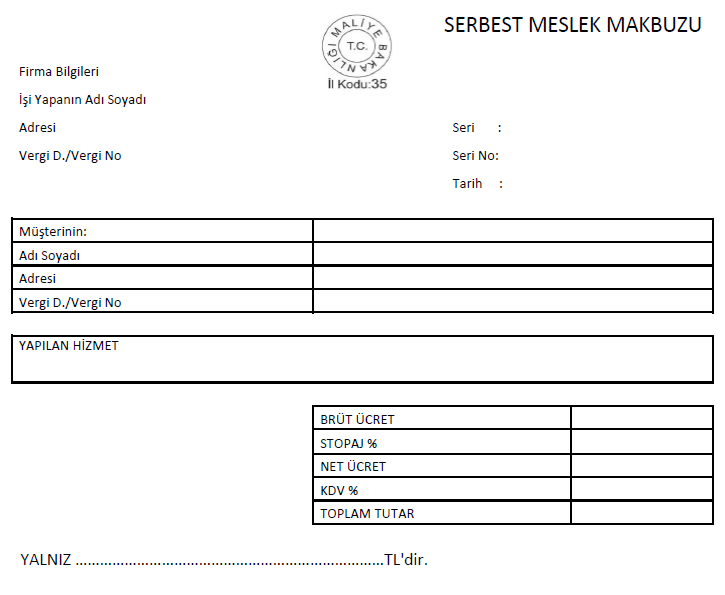 SERBEST MESLEK MAKBUZU
MALİYE BAKANLIĞI
T.C.
İl Kodu:35
Firma Bilgileri
İşi Yapanın Adı Soyadı
Adresi
Seri :
Vergi D./Vergi No
Seri No:
Tarih :
Müşterinin:
Adı Soyadı
Adresi
Vergi D./Vergi No
YAPILAN HİZMET
BRÜT ÜCRET
STOPAJ %
NET ÜCRET
KDV %
TOPLAM TUTAR
YALNIZ ……………………………………………………………………TL'dir.